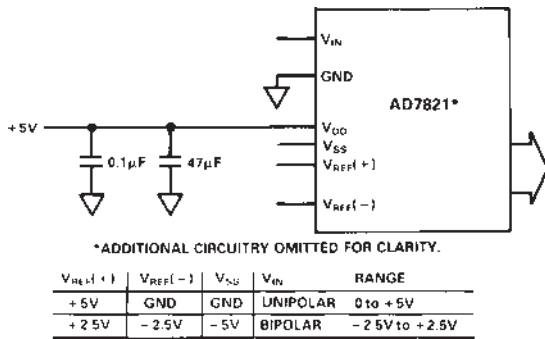 VIN
GND
AD7821*
+5V
VDD
VSS
VREF(+)
0.1µF
47µF
VREF(−)
*ADDITIONAL CIRCUITRY OMITTED FOR CLARITY.
VREF(+) VREF(−) VSS VIN RANGE
+5V GND GND UNIPOLAR 0 to +5V
+2.5V −2.5V −5V BIPOLAR −2.5V to +2.5V